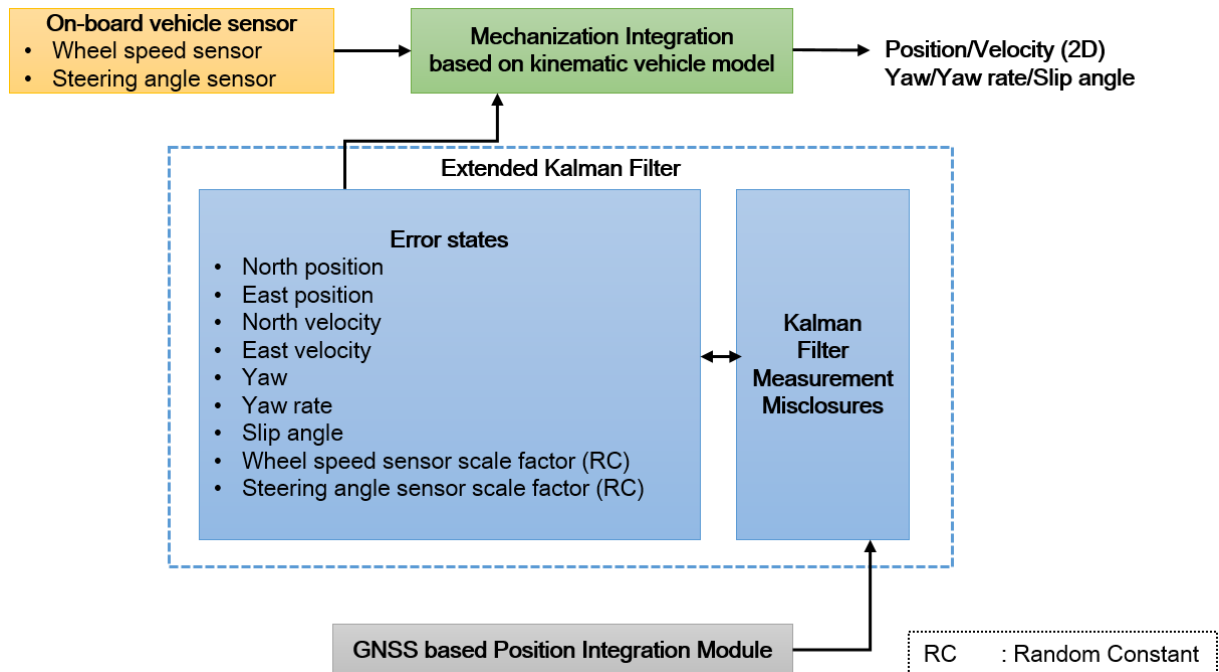 On-board vehicle sensor
• Wheel speed sensor
• Steering angle sensor
Mechanization Integration
based on kinematic vehicle model
Position/Velocity (2D)
Yaw/Yaw rate/Slip angle
Extended Kalman Filter
Error states
• North position
• East position
• North velocity
• East velocity
• Yaw
• Yaw rate
• Slip angle
• Wheel speed sensor scale factor (RC)
• Steering angle sensor scale factor (RC)
Kalman
Filter
Measurement
Misclosures
GNSS based Position Integration Module
RC : Random Constant